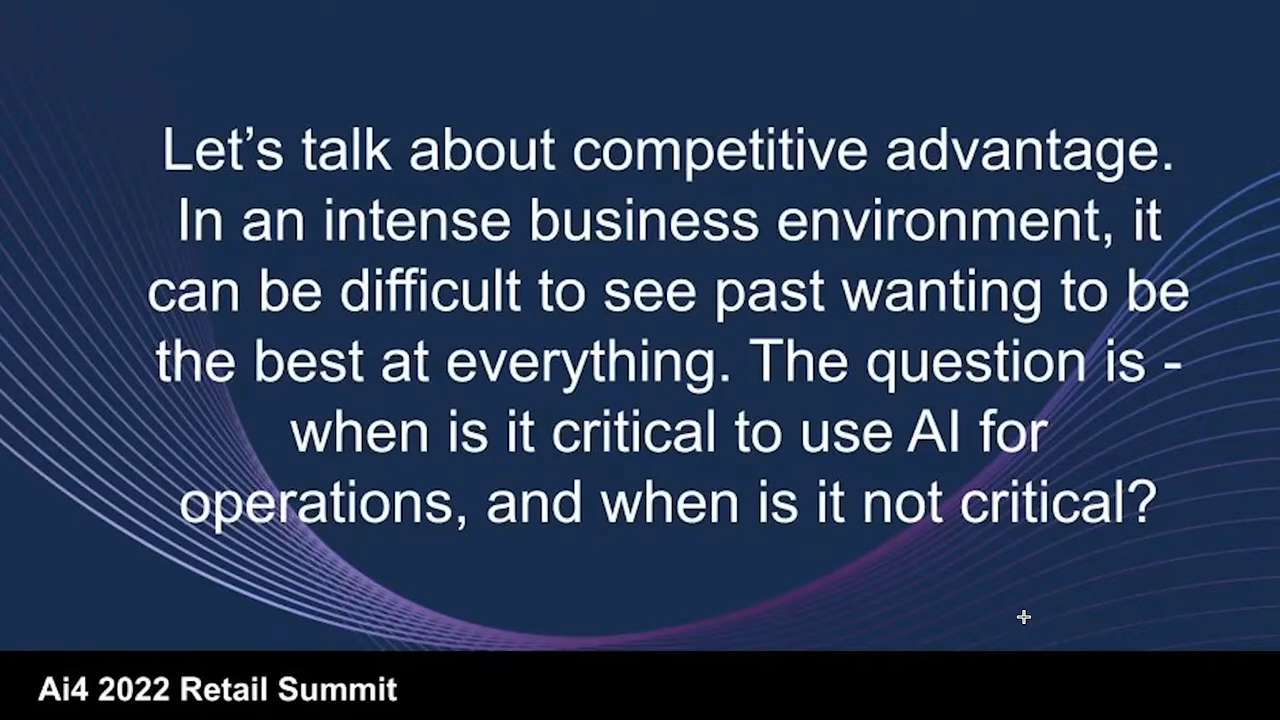 Let’s talk about competitive advantage.
In an intense business environment, it
can be difficult to see past wanting to be
the best at everything. The question is -
when is it critical to use AI for
operations, and when is it not critical?
Ai4 2022 Retail Summit